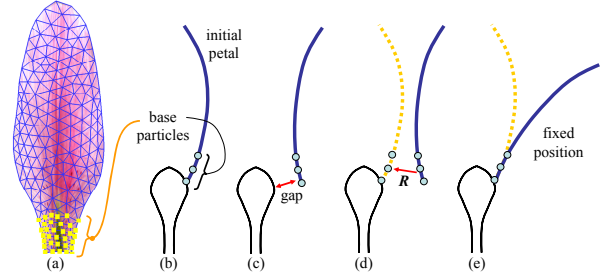 initial
petal
base
particles
gap
R
fixed
position
(a)
(b)
(c)
(d)
(e)